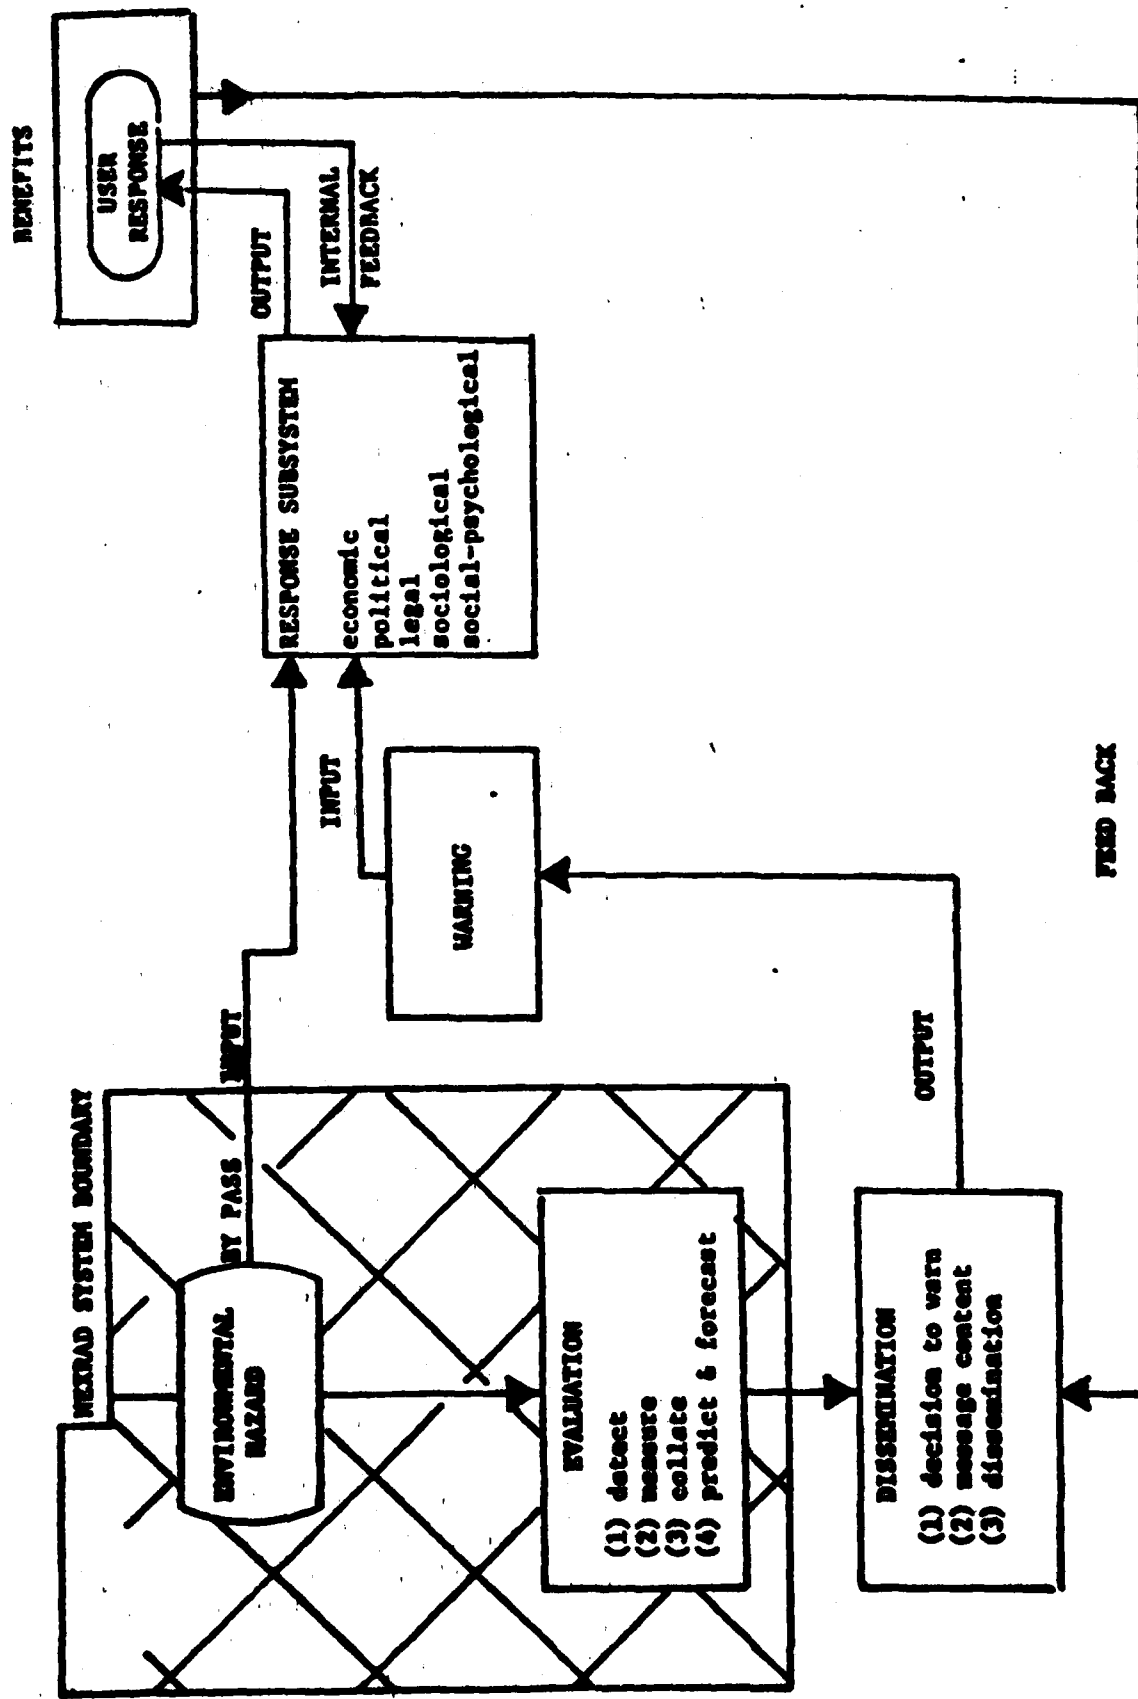 BENEFITS
USER
RESPONSE
OUTPUT
INTERNAL
FEEDBACK
RESPONSE SUBSYSTEM
economic
political
legal
sociological
social-psychological
INPUT
WARNING
NEXRAD SYSTEM BOUNDARY
BY PASS
INPUT
ENVIRONMENTAL
HAZARD
EVALUATION
(1) detect
(2) measure
(3) collate
(4) predict & forecast
DISSEMINATION
(1) decision to warn
(2) message content
(3) dissemination
OUTPUT
FEED BACK